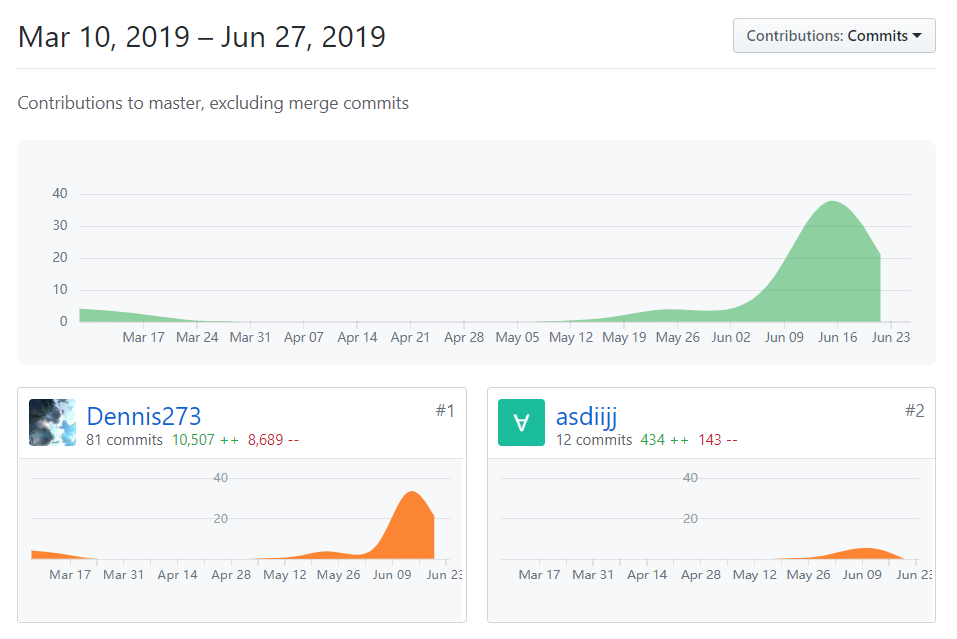 Mar 10, 2019 – Jun 27, 2019
Contributions: Commits
Contributions to master, excluding merge commits
40
30
20
10
0
Mar 17 Mar 24 Mar 31 Apr 07 Apr 14 Apr 21 Apr 28 May 05 May 12 May 19 May 26 Jun 02 Jun 09 Jun 16 Jun 23
Dennis273 #1
81 commits 10,507 ++ 8,689 --
40
20
Mar 17 Mar 31 Apr 14 Apr 28 May 12 May 26 Jun 09 Jun 23
∀
asdiijj #2
12 commits 434 ++ 143 --
40
20
Mar 17 Mar 31 Apr 14 Apr 28 May 12 May 26 Jun 09 Jun 23